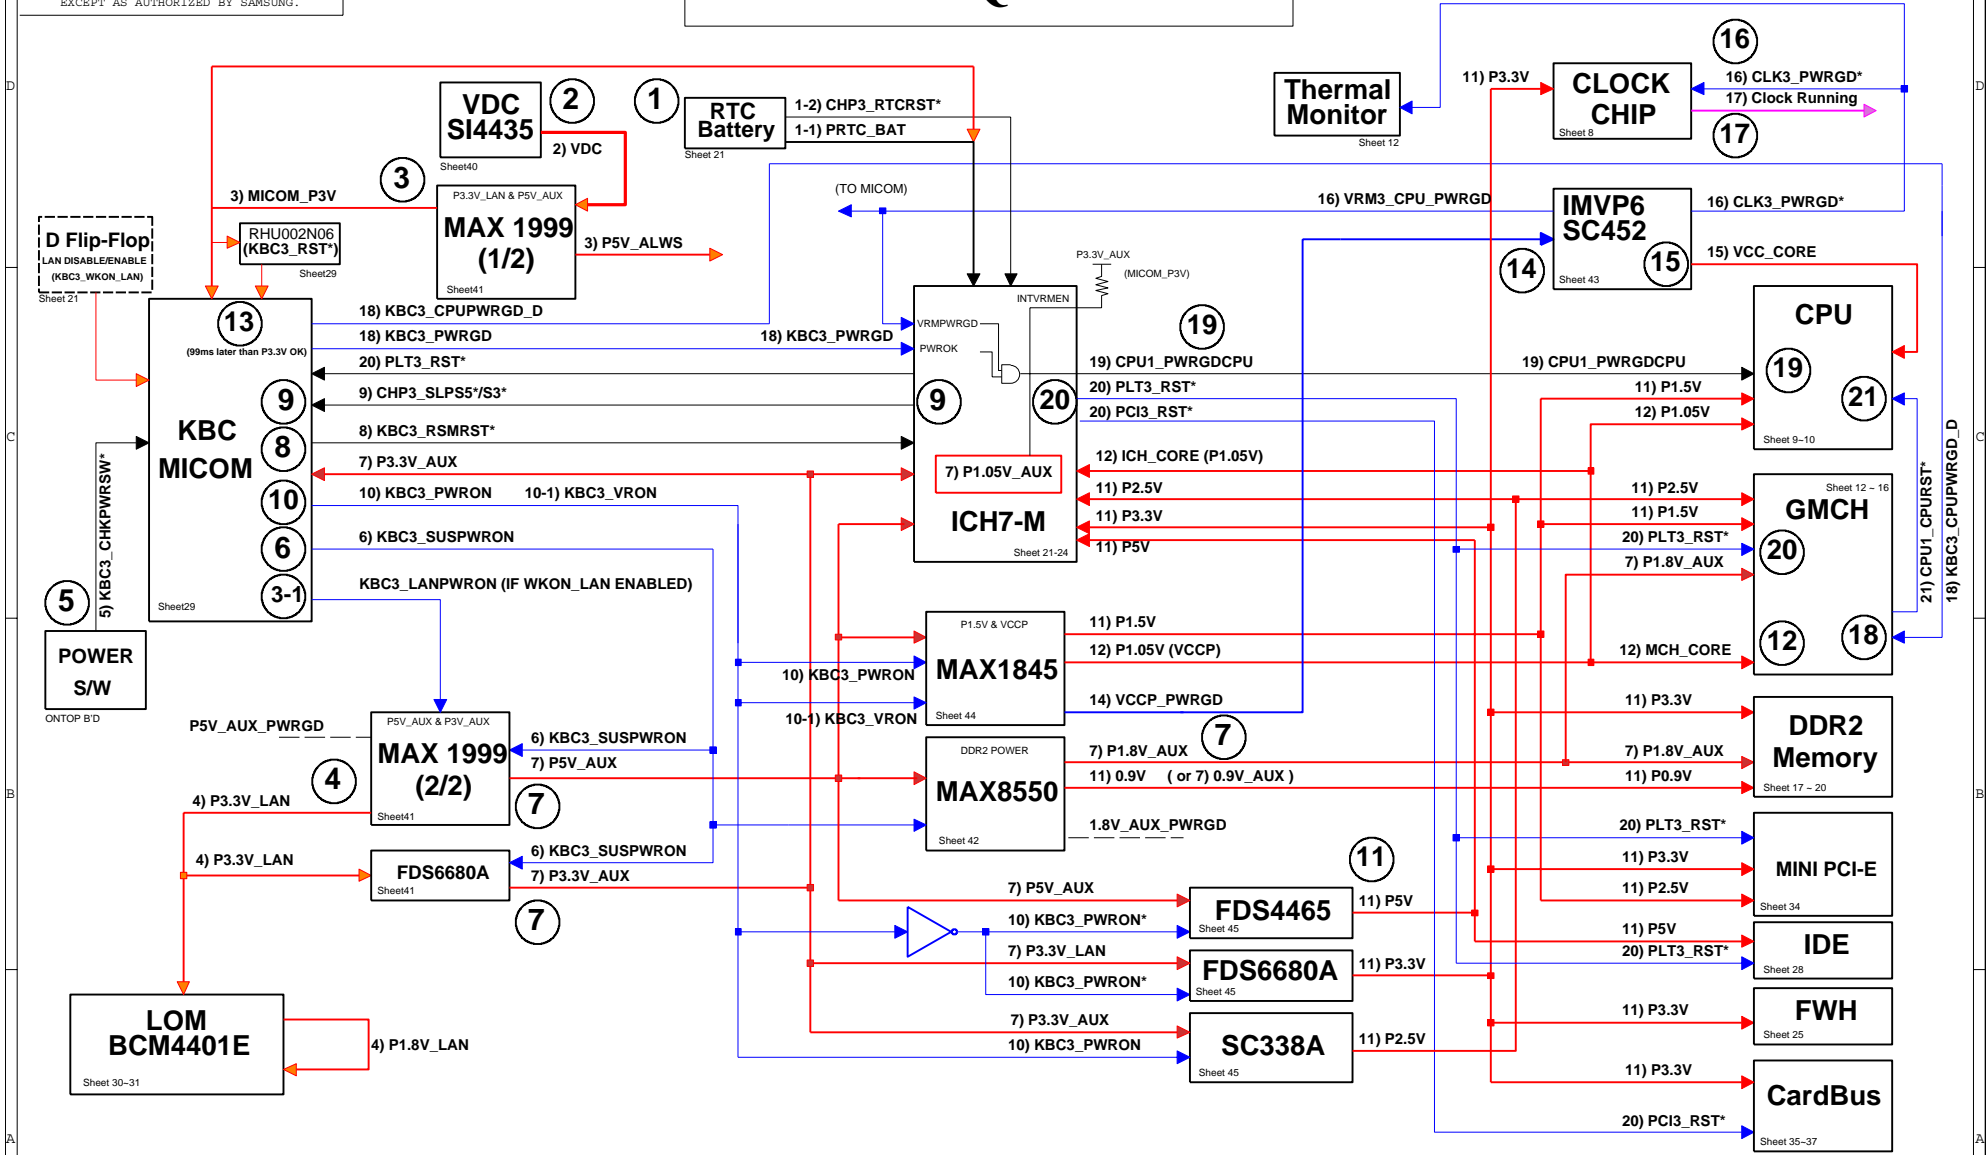 EXCEPT AS AUTHORIZED BY SAMSUNG.
D
D
C
C
B
B
A
A
VDC
SI4435
Sheet40
2
2) VDC
1
RTC
Battery
Sheet 21
1-2) CHP3_RTCRST*
1-1) PRTC_BAT
Thermal
Monitor
Sheet 12
11) P3.3V
CLOCK
CHIP
Sheet 8
16
16) CLK3_PWRGD*
17) Clock Running
17
3
3) MICOM_P3V
P3.3V_LAN & P5V_AUX
MAX 1999
(1/2)
Sheet41
3) P5V_ALWS
(TO MICOM)
16) VRM3_CPU_PWRGD
IMVP6
SC452
Sheet 43
14
15
16) CLK3_PWRGD*
15) VCC_CORE
D Flip-Flop
LAN DISABLE/ENABLE
(KBC3_WKON_LAN)
Sheet 21
RHU002N06
(KBC3_RST*)
Sheet29
P3.3V_AUX
(MICOM_P3V)
13
(99ms later than P3.3V OK)
KBC
MICOM
Sheet29
9
8
10
6
3-1
18) KBC3_CPUPWRGD_D
18) KBC3_PWRGD
18) KBC3_PWRGD
20) PLT3_RST*
9) CHP3_SLPS5*/S3*
8) KBC3_RSMRST*
7) P3.3V_AUX
10) KBC3_PWRON
10-1) KBC3_VRON
6) KBC3_SUSPWRON
KBC3_LANPWRON (IF WKON_LAN ENABLED)
INTVRMEN
VRMPWRGD
PWROK
9
20
7) P1.05V_AUX
ICH7-M
Sheet 21-24
19
19) CPU1_PWRGDCPU
19) CPU1_PWRGDCPU
20) PLT3_RST*
20) PCI3_RST*
12) ICH_CORE (P1.05V)
11) P2.5V
11) P3.3V
11) P5V
11) P1.5V
12) P1.05V
CPU
19
21
Sheet 9~10
21) CPU1_CPURST*
18) KBC3_CPUPWRGD_D
11) P2.5V
11) P1.5V
20) PLT3_RST*
7) P1.8V_AUX
12) MCH_CORE
Sheet 12 ~ 16
GMCH
20
12
18
5
5) KBC3_CHKPWRSW*
POWER
S/W
ONTOP B'D
P1.5V & VCCP
MAX1845
Sheet 44
10) KBC3_PWRON
10-1) KBC3_VRON
11) P1.5V
12) P1.05V (VCCP)
14) VCCP_PWRGD
7
P5V_AUX_PWRGD
P5V_AUX & P3V_AUX
MAX 1999
(2/2)
Sheet41
4
7
6) KBC3_SUSPWRON
7) P5V_AUX
DDR2 POWER
MAX8550
Sheet 42
7) P1.8V_AUX
11) 0.9V ( or 7) 0.9V_AUX )
1.8V_AUX_PWRGD
11) P3.3V
7) P1.8V_AUX
11) P0.9V
DDR2
Memory
Sheet 17 ~ 20
4) P3.3V_LAN
4) P3.3V_LAN
FDS6680A
Sheet41
6) KBC3_SUSPWRON
7) P3.3V_AUX
7
LOM
BCM4401E
Sheet 30~31
4) P1.8V_LAN
11
7) P5V_AUX
10) KBC3_PWRON*
FDS4465
Sheet 45
11) P5V
7) P3.3V_LAN
10) KBC3_PWRON*
FDS6680A
Sheet 45
11) P3.3V
7) P3.3V_AUX
10) KBC3_PWRON
SC338A
Sheet 45
11) P2.5V
20) PLT3_RST*
11) P3.3V
11) P2.5V
MINI PCI-E
Sheet 34
11) P5V
20) PLT3_RST*
IDE
Sheet 28
11) P3.3V
FWH
Sheet 25
11) P3.3V
20) PCI3_RST*
CardBus
Sheet 35~37